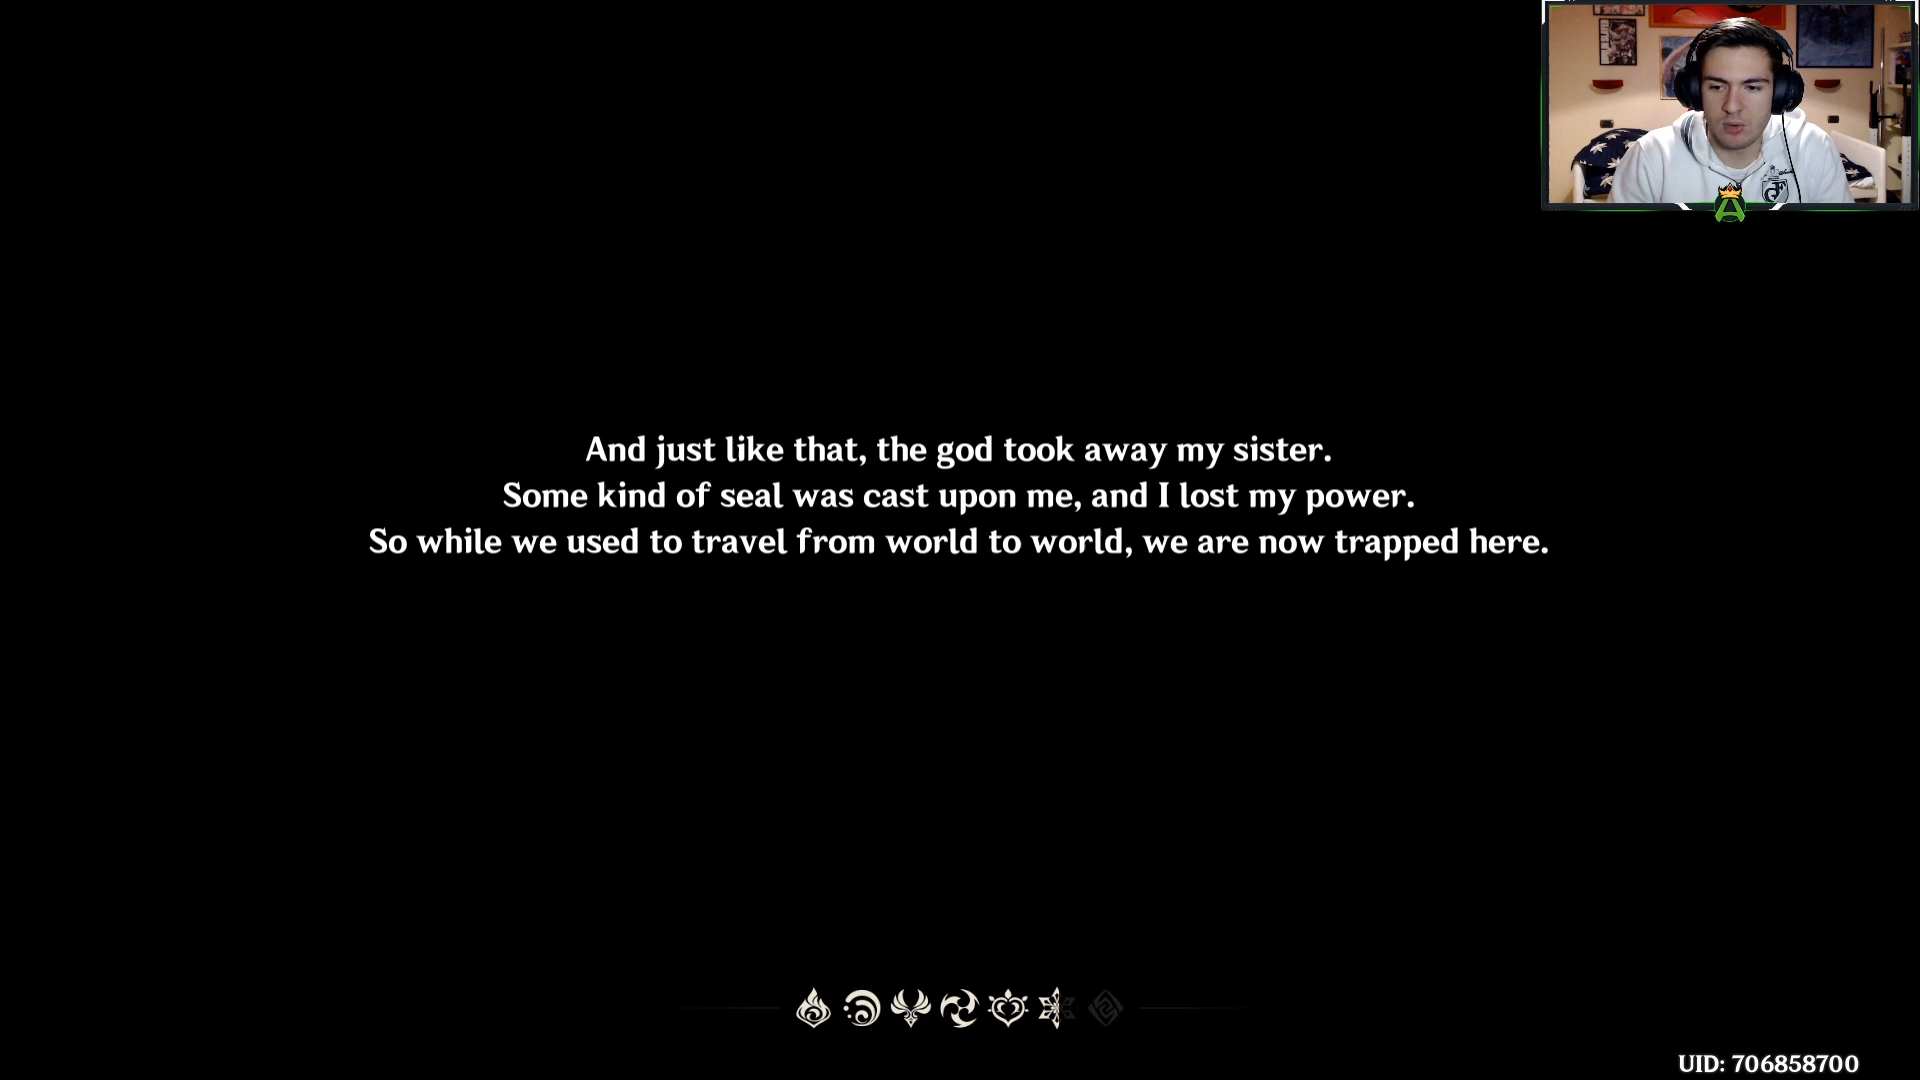 And just like that, the god took away my sister.
Some kind of seal was cast upon me, and I lost my power.
So while we used to travel from world to world, we are now trapped here.
UID: 706858700